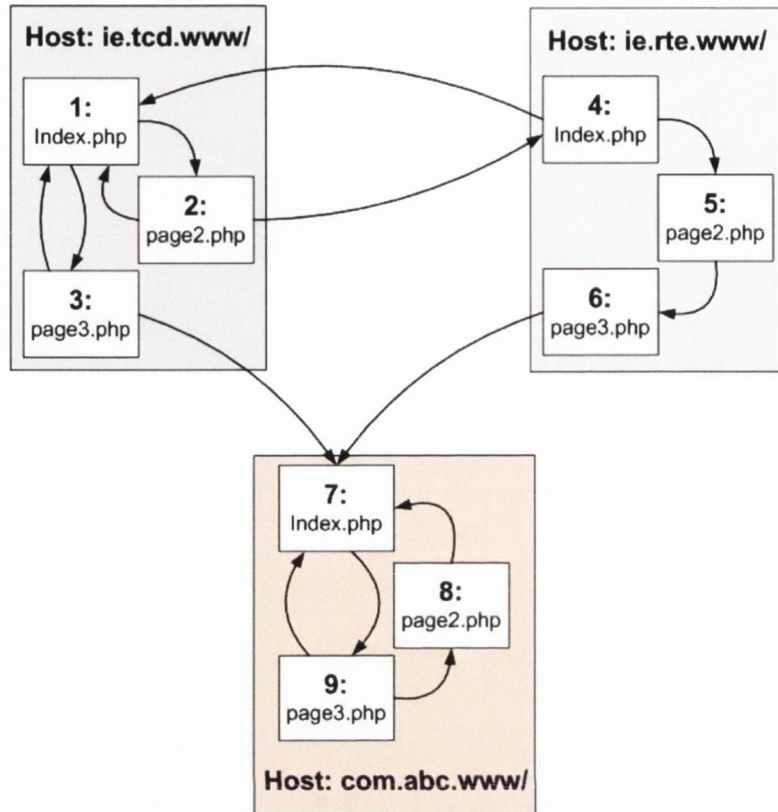 Host: ie.tcd.www/
1:
Index.php
2:
page2.php
3:
page3.php
Host: ie.rte.www/
4:
Index.php
5:
page2.php
6:
page3.php
7:
Index.php
8:
page2.php
9:
page3.php
Host: com.abc.www/